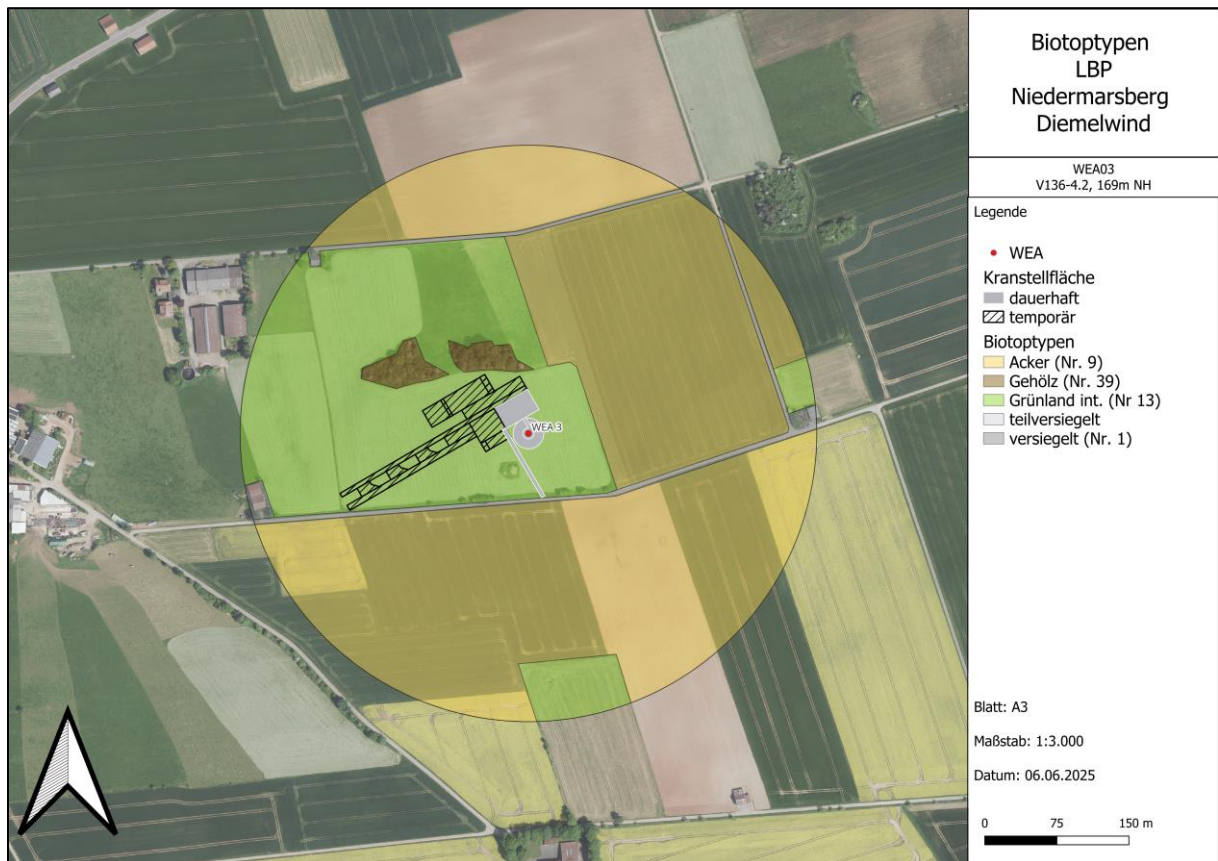 Biotoptypen
LBP
Niedermarsberg
Diemelwind
WEA03
V136-4.2, 169m NH
Legende
WEA
Kranstellfläche
dauerhaft
temporär
Biotoptypen
Acker (Nr. 9)
Gehölz (Nr. 39)
Grünland int. (Nr 13)
teilversiegelt
versiegelt (Nr. 1)
WEA 3
Blatt: A3
Maßstab: 1:3.000
Datum: 06.06.2025
0 75 150 m